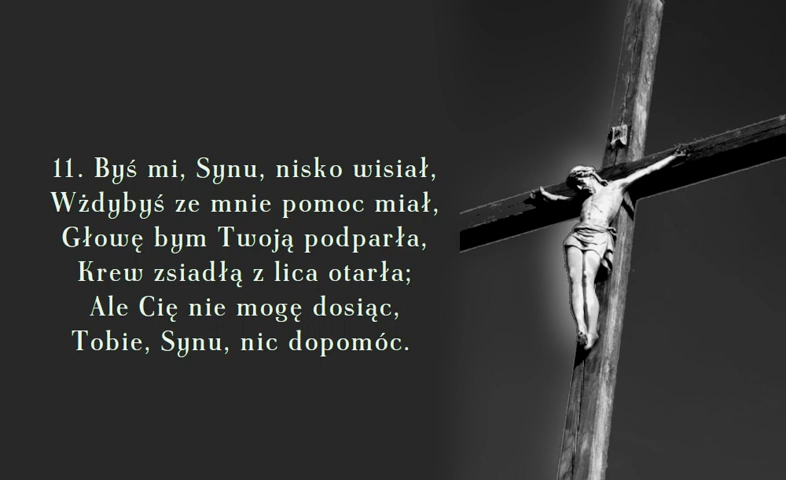 11. Byś mi, Synu, nisko wisiał,
Wżdybyś ze mnie pomoc miał,
Głowę bym Twoją podparła,
Krew zsiadłą z lica otarła;
Ale Cię nie mogę dosiąc,
Tobie, Synu, nic dopomóc.